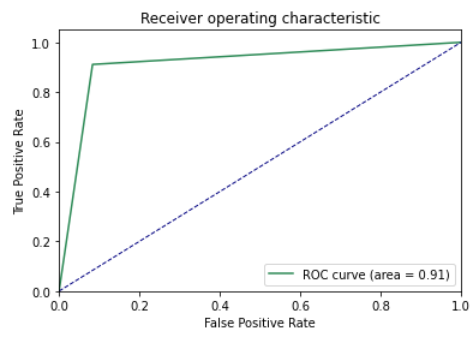 Receiver operating characteristic
1.0
0.8
0.6
0.4
0.2
0.0
True Positive Rate
ROC curve (area = 0.91)
0.0 0.2 0.4 0.6 0.8 1.0
False Positive Rate